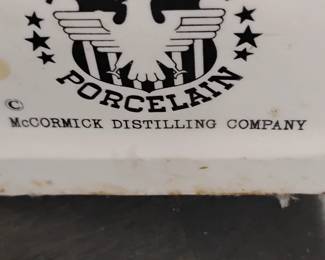 PORCELAIN
©
McCORMICK DISTILLING COMPANY